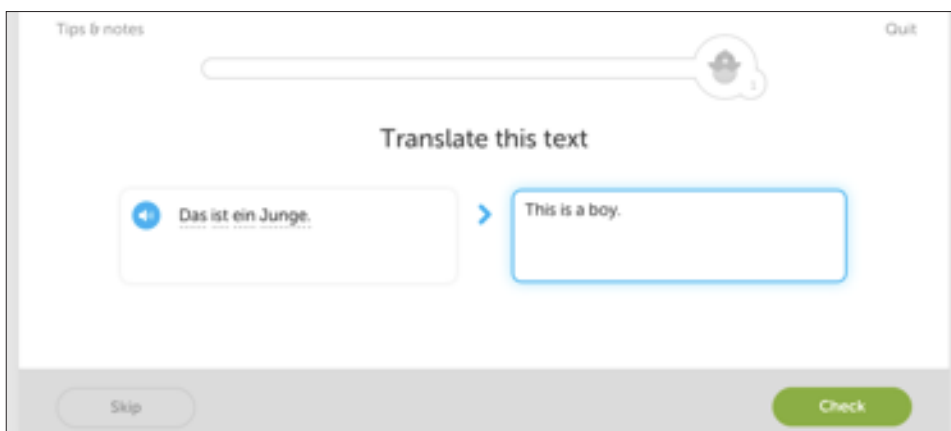 Tips & notes
Quit
Translate this text
Das ist ein Junge.
This is a boy.
Skip
Check